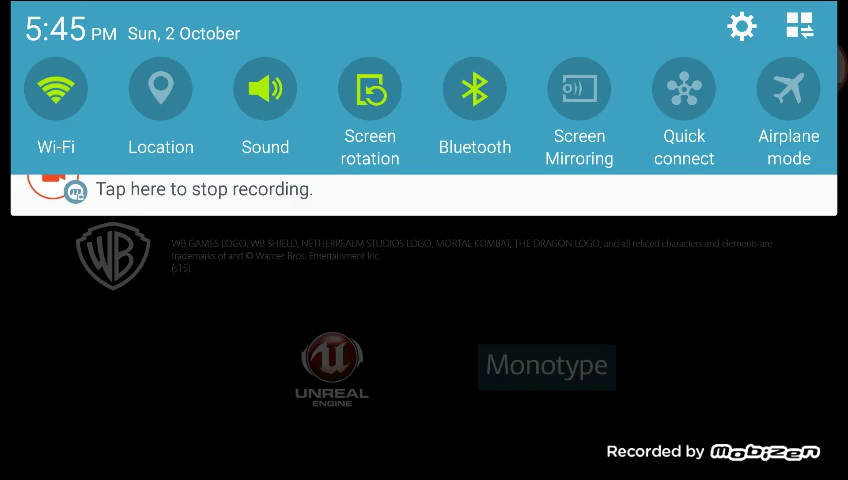 5:45 PM Sun, 2 October
Wi-Fi
Location
Sound
Screen rotation
Bluetooth
Screen Mirroring
Quick connect
Airplane mode
Tap here to stop recording.
WB
WB GAMES LOGO, WB SHIELD, NETHERREALM STUDIOS LOGO, MORTAL KOMBAT, THE DRAGON LOGO, and all related characters and elements are
trademarks of and © Warner Bros. Entertainment Inc.
(s15)
UNREAL
ENGINE
Monotype
Recorded by mobizen